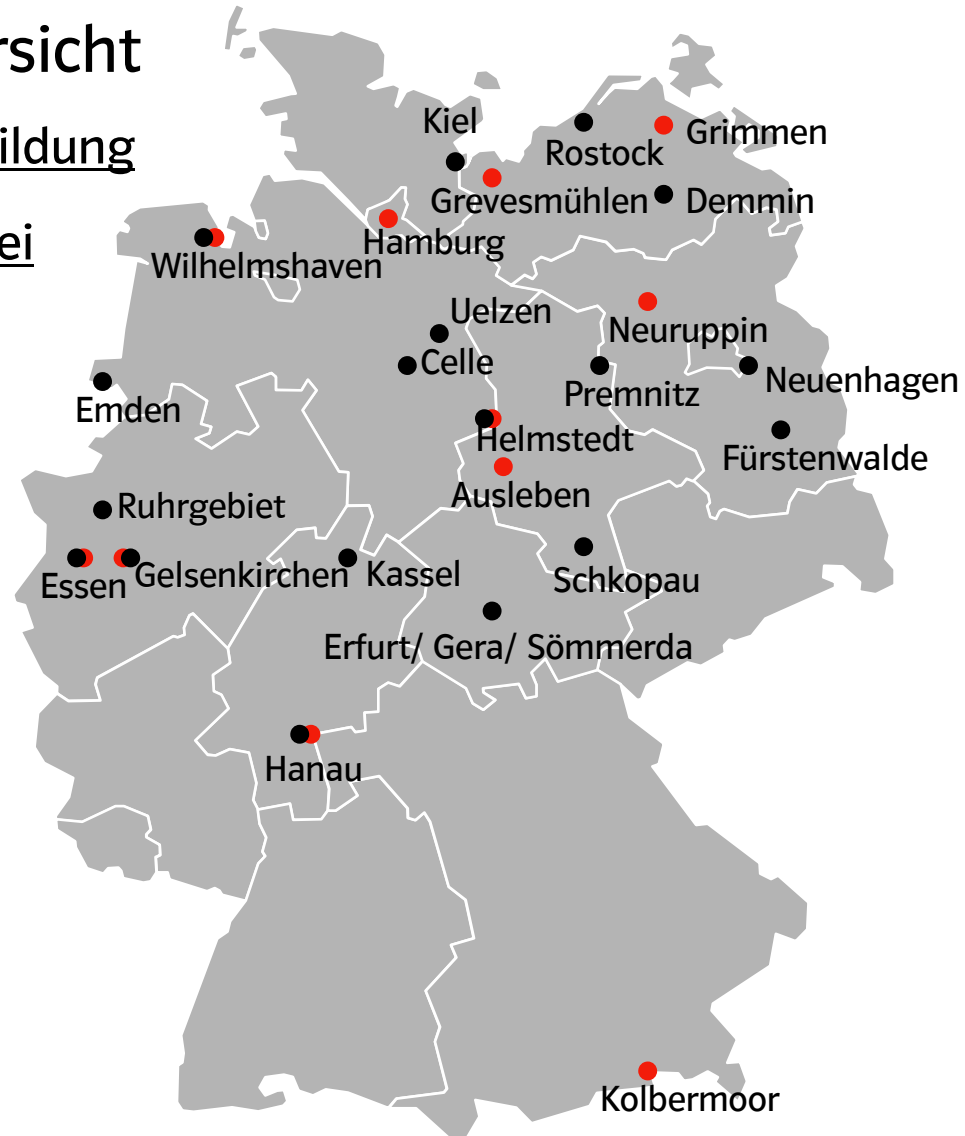 rsicht
ildung
ei
Kiel
Rostock
Grimmen
Grevesmühlen
Demmin
Hamburg
Wilhelmshaven
Uelzen
Neuruppin
Celle
Premnitz
Neuenhagen
Emden
Helmstedt
Fürstenwalde
Ausleben
Ruhrgebiet
Essen
Gelsenkirchen
Kassel
Schkopau
Erfurt/ Gera/ Sömmerda
Hanau
Kolbermoor